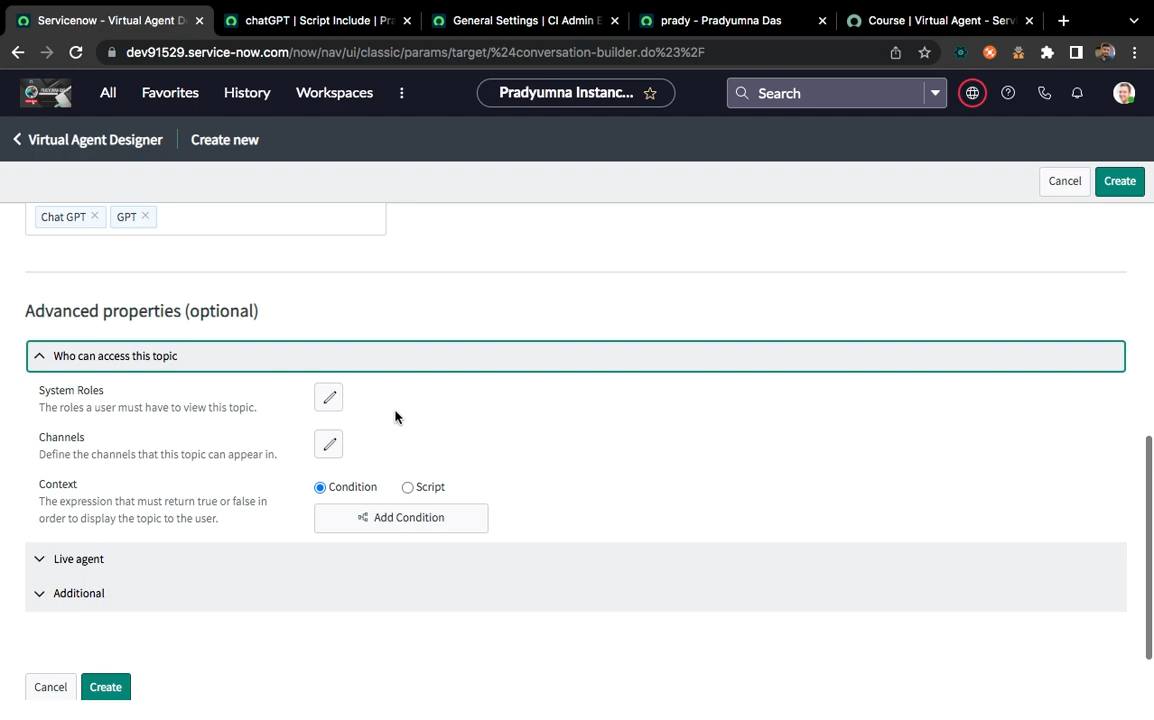 Servicenow - Virtual Agent D
chatGPT | Script Include | Pra
General Settings | CI Admin E
prady - Pradyumna Das
Course | Virtual Agent - Servi
dev91529.service-now.com/now/nav/ui/classic/params/target/%24conversation-builder.do%23%2F
All
Favorites
History
Workspaces
Pradyumna Instanc...
Search
Virtual Agent Designer
Create new
Cancel
Create
Chat GPT
GPT
Advanced properties (optional)
Who can access this topic
System Roles
The roles a user must have to view this topic.
Channels
Define the channels that this topic can appear in.
Context
Condition
Script
The expression that must return true or false in
order to display the topic to the user.
Add Condition
Live agent
Additional
Cancel
Create